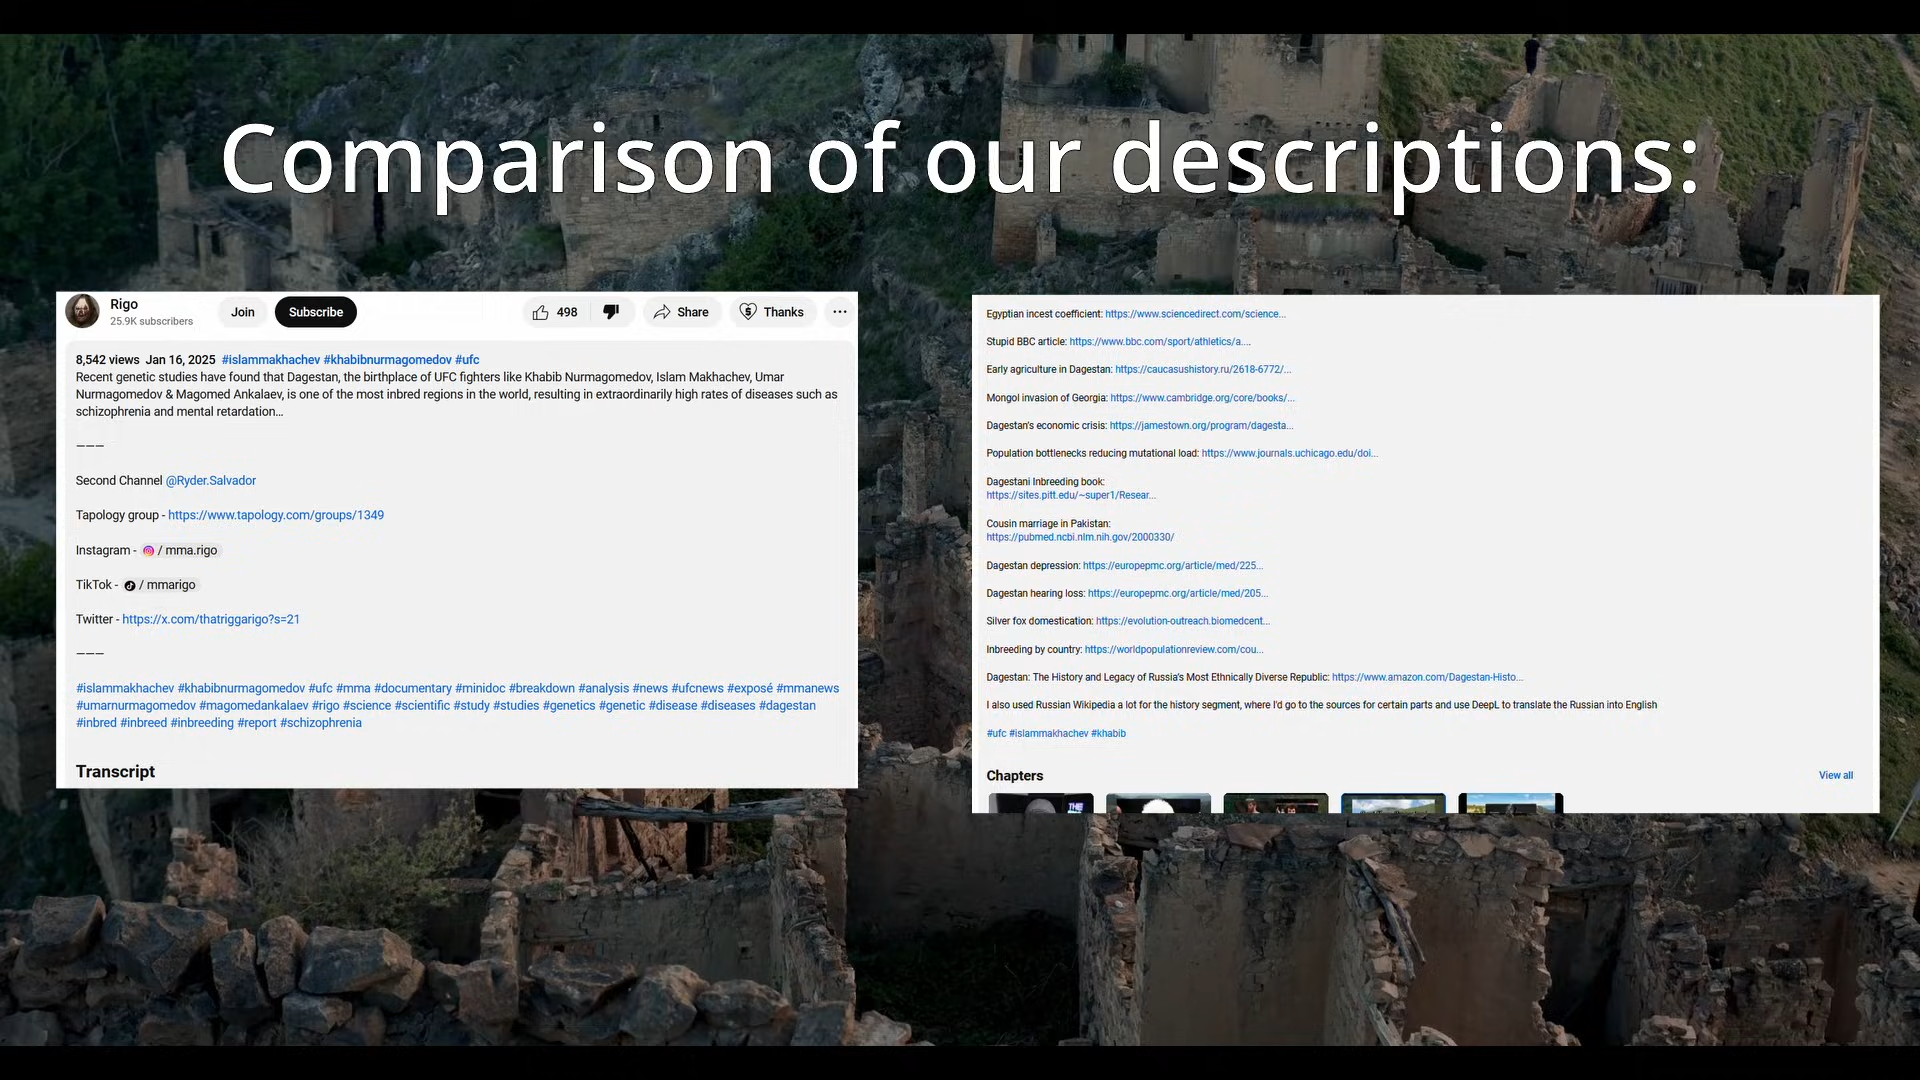 Comparison of our descriptions:
Rigo
25.9K subscribers
Join
Subscribe
498
Share
Thanks
8,542 views Jan 16, 2025 #islammakhachev #khabibnurmagomedov #ufc
Recent genetic studies have found that Dagestan, the birthplace of UFC fighters like Khabib Nurmagomedov, Islam Makhachev, Umar
Nurmagomedov & Magomed Ankalaev, is one of the most inbred regions in the world, resulting in extraordinarily high rates of diseases such as
schizophrenia and mental retardation…
———
Second Channel @Ryder.Salvador
Tapology group - https://www.tapology.com/groups/1349
Instagram - / mma.rigo
TikTok - / mmarigo
Twitter - https://x.com/thatriggarigo?s=21
———
#islammakhachev #khabibnurmagomedov #ufc #mma #documentary #minidoc #breakdown #analysis #news #ufcnews #exposé #mmanews
#umarnurmagomedov #magomedankalaev #rigo #science #scientific #study #studies #genetics #genetic #disease #diseases #dagestan
#inbred #inbreed #inbreeding #report #schizophrenia
Transcript
Egyptian incest coefficient: https://www.sciencedirect.com/science...
Stupid BBC article: https://www.bbc.com/sport/athletics/a....
Early agriculture in Dagestan: https://caucasushistory.ru/2618-6772/...
Mongol invasion of Georgia: https://www.cambridge.org/core/books/...
Dagestan's economic crisis: https://jamestown.org/program/dagesta...
Population bottlenecks reducing mutational load: https://www.journals.uchicago.edu/doi...
Dagestani Inbreeding book:
https://sites.pitt.edu/~super1/Resear...
Cousin marriage in Pakistan:
https://pubmed.ncbi.nlm.nih.gov/2000330/
Dagestan depression: https://europepmc.org/article/med/225...
Dagestan hearing loss: https://europepmc.org/article/med/205...
Silver fox domestication: https://evolution-outreach.biomedcent...
Inbreeding by country: https://worldpopulationreview.com/cou...
Dagestan: The History and Legacy of Russia's Most Ethnically Diverse Republic: https://www.amazon.com/Dagestan-Histo...
I also used Russian Wikipedia a lot for the history segment, where I'd go to the sources for certain parts and use DeepL to translate the Russian into English
#ufc #islammakhachev #khabib
Chapters
View all
THE